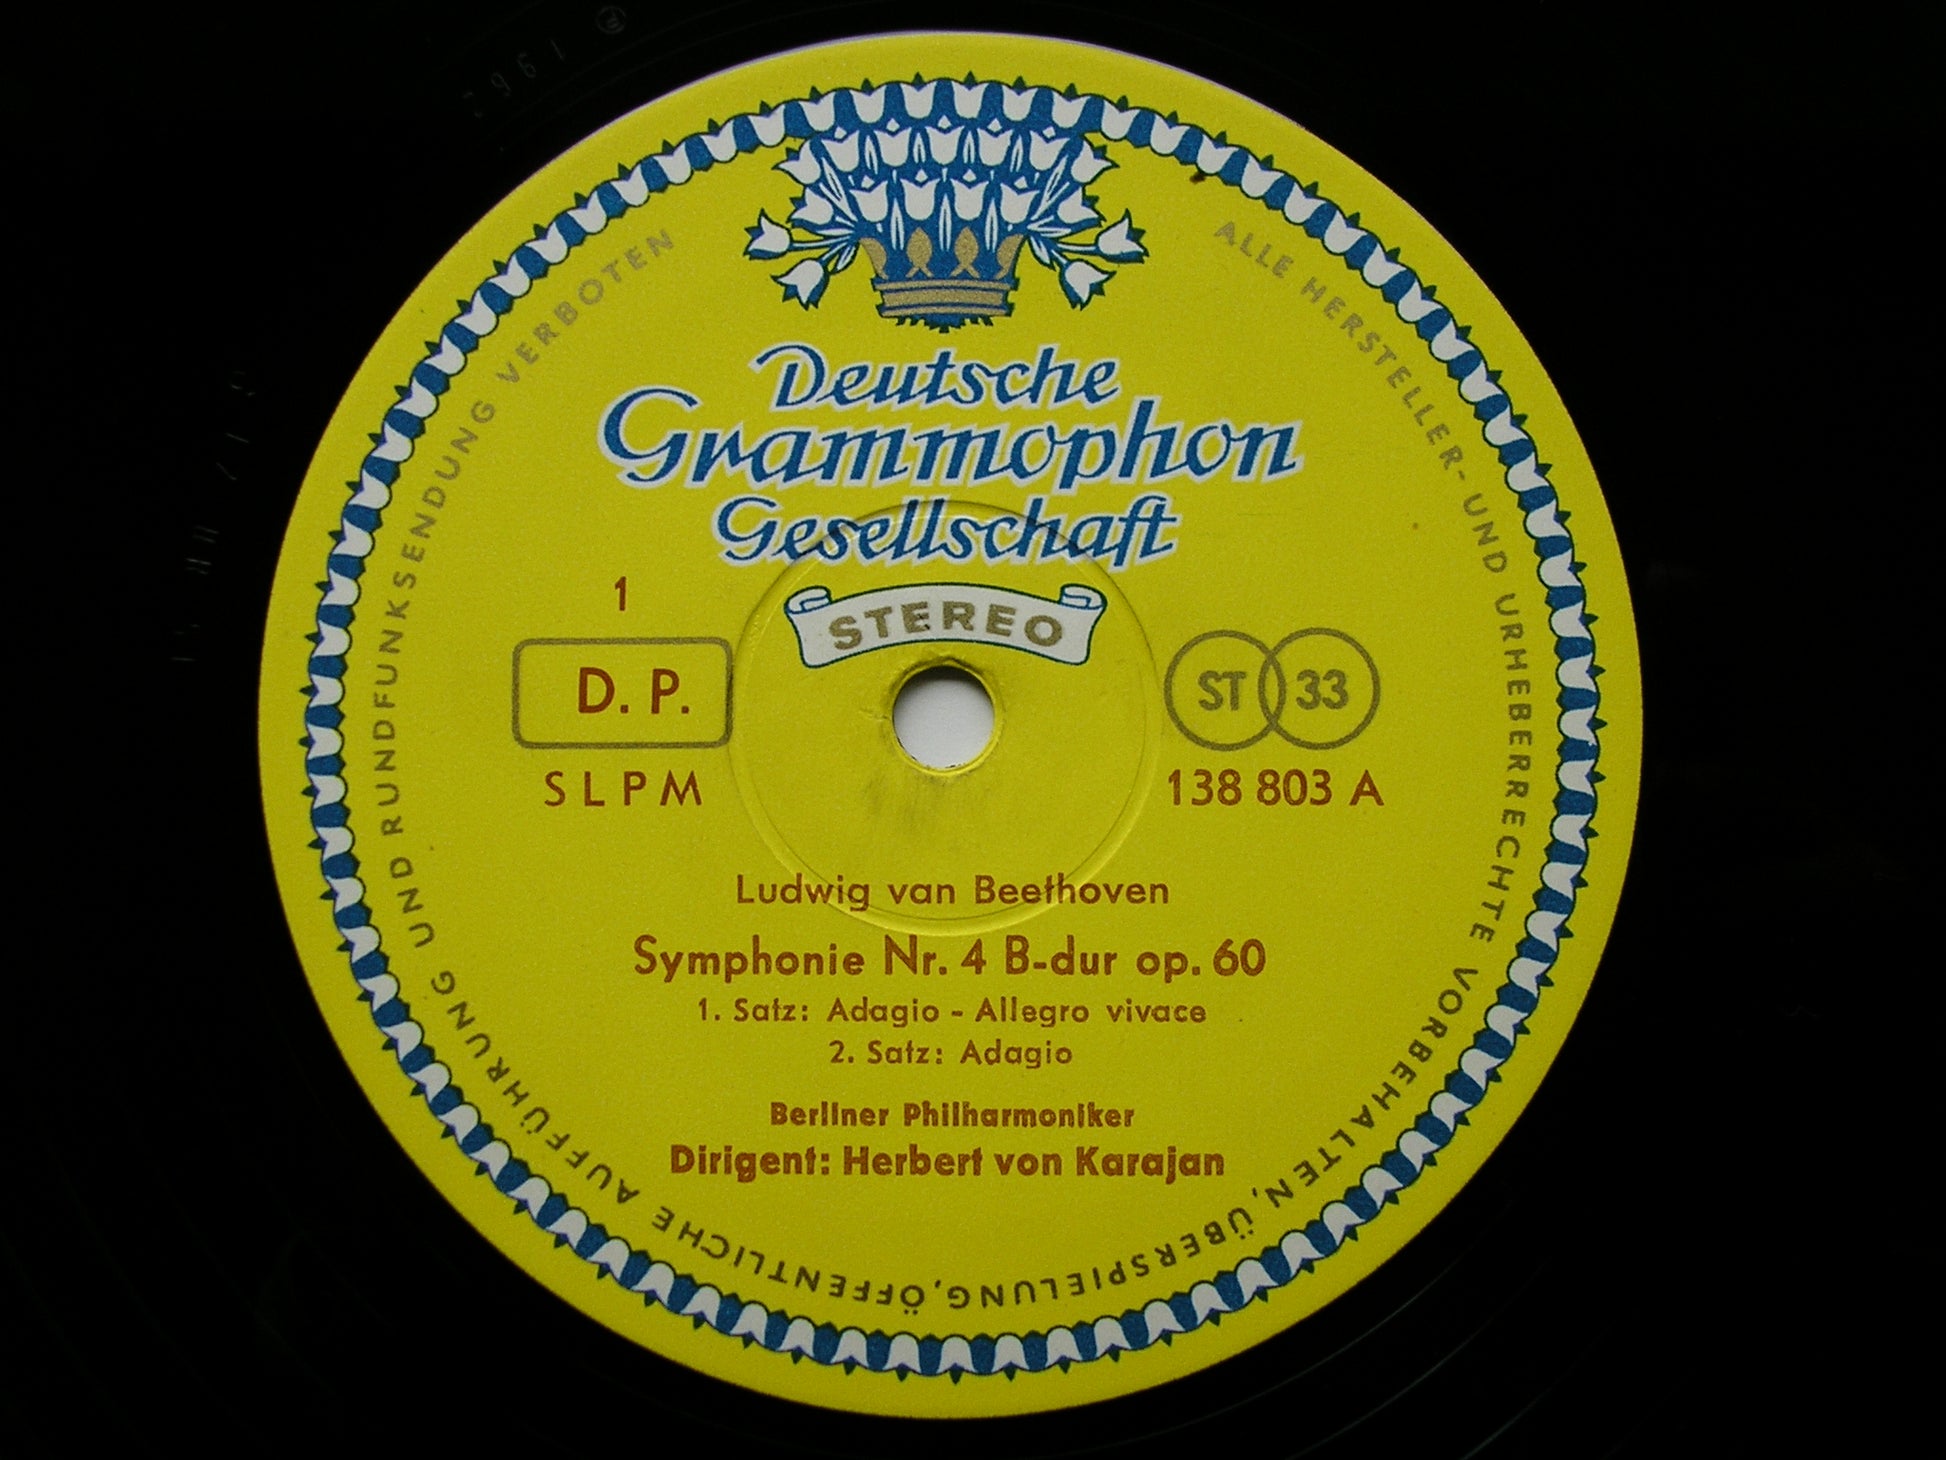 Deutsche
Grammophon
Gesellschaft
STEREO
1
D. P.
SLPM
ST 33
138 803 A
Ludwig van Beethoven
Symphonie Nr. 4 B-dur op. 60
1. Satz: Adagio - Allegro vivace
2. Satz: Adagio
Berliner Philharmoniker
Dirigent: Herbert von Karajan
ALLE HERSTELLER- UND URHEBERRECHTE VORBEHALTEN, ÜBERSPIELUNG, ÖFFENTLICHE AUFFÜHRUNG UND RUNDFUNKSENDUNG VERBOTEN
1962 Ⓟ